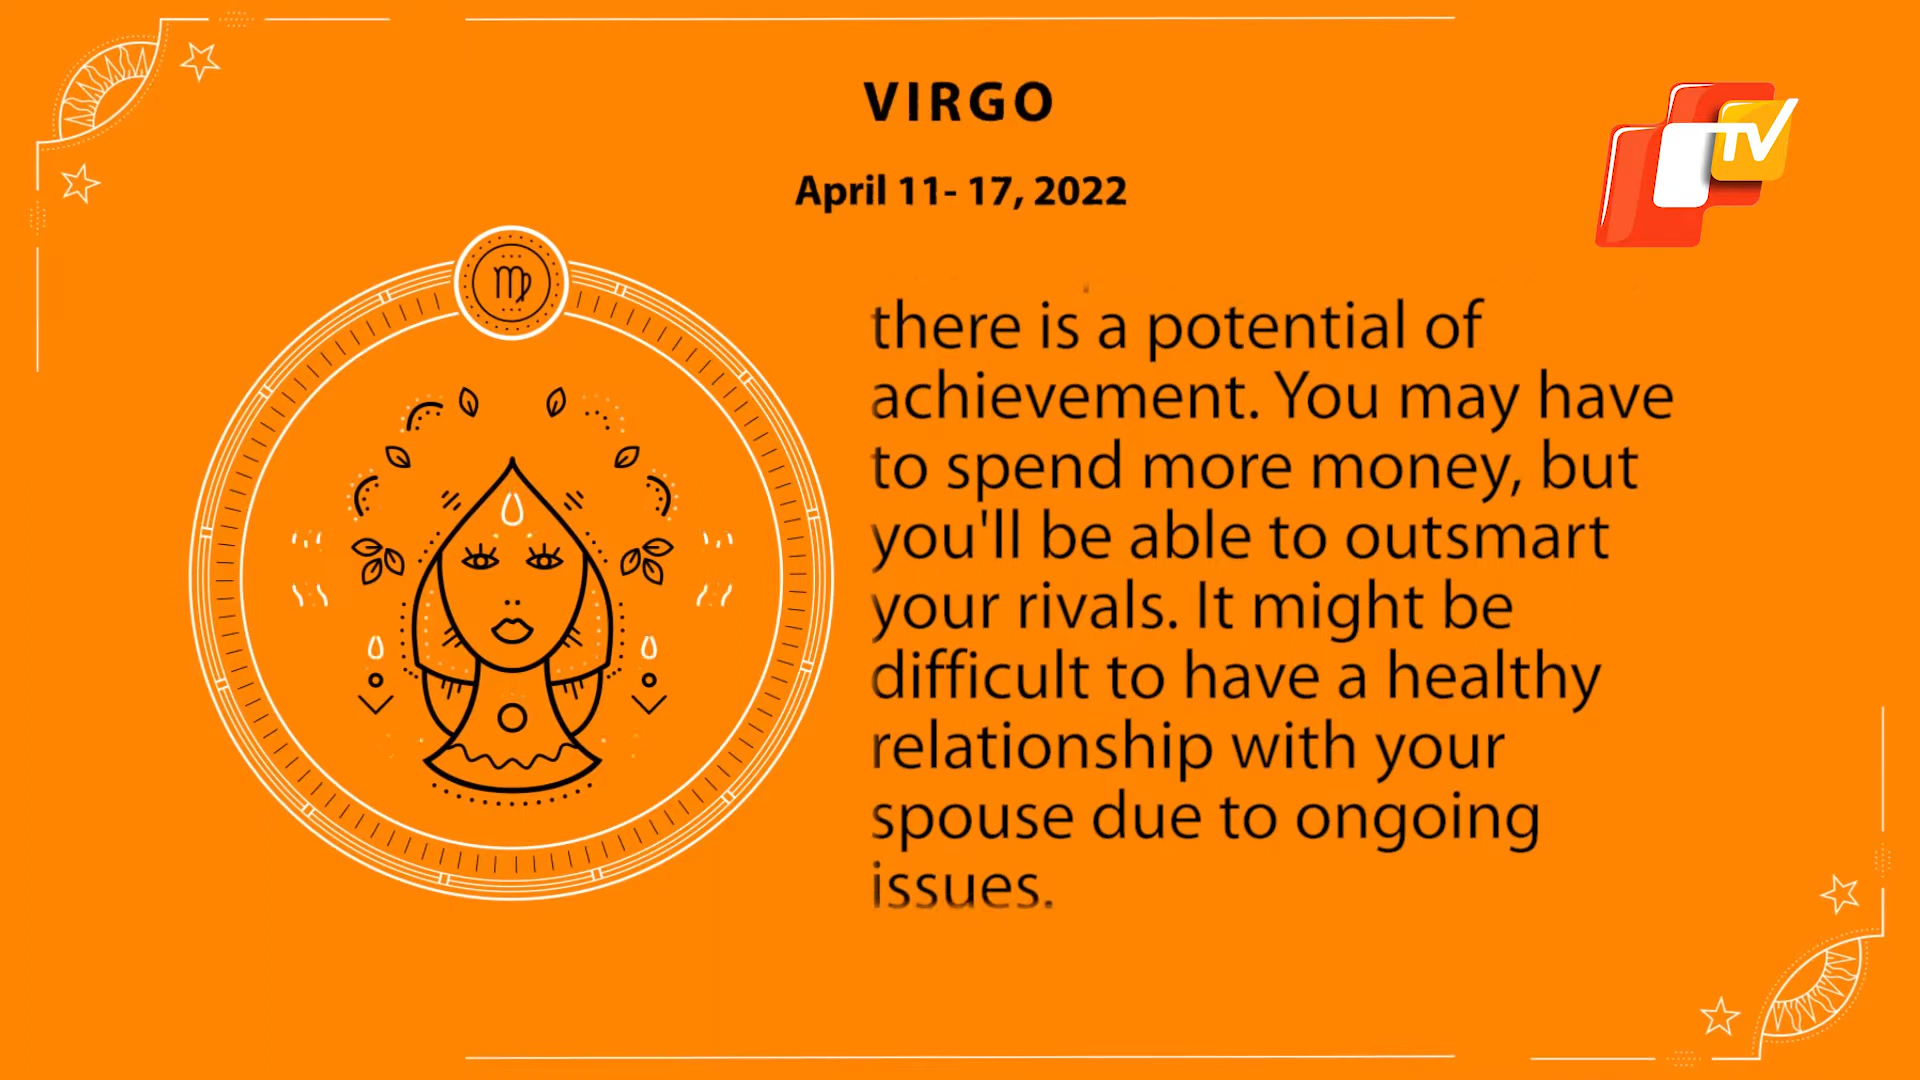 VIRGO
TV
April 11- 17, 2022
there is a potential of
achievement. You may have
to spend more money, but
you'll be able to outsmart
your rivals. It might be
difficult to have a healthy
relationship with your
spouse due to ongoing
issues.